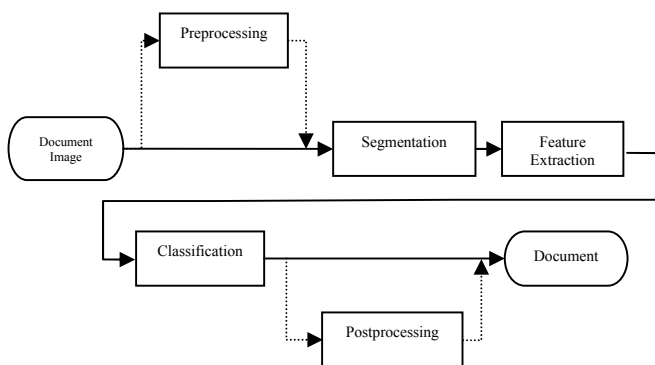 Preprocessing
Document
Image
Segmentation
Feature
Extraction
Classification
Document
Postprocessing